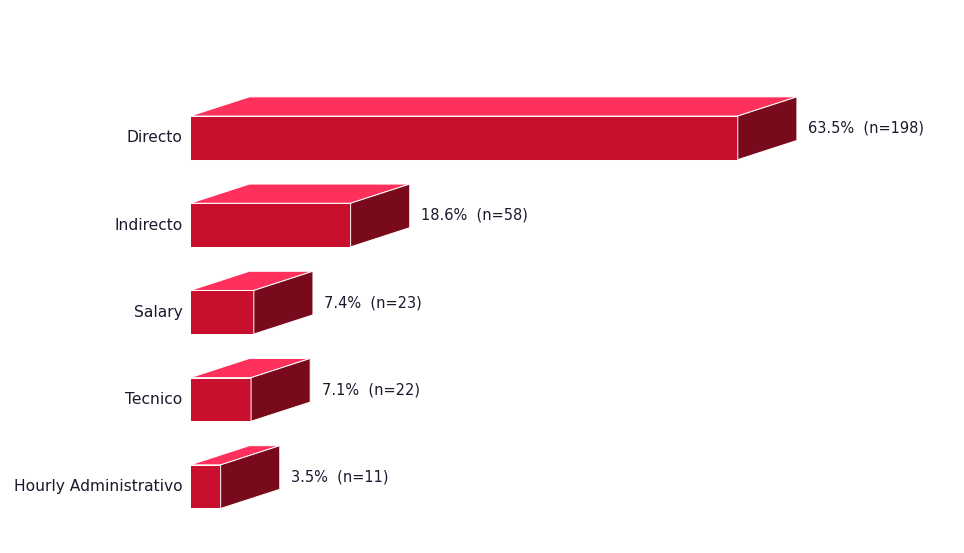 Directo 63.5% (n=198)
Indirecto 18.6% (n=58)
Salary 7.4% (n=23)
Tecnico 7.1% (n=22)
Hourly Administrativo 3.5% (n=11)